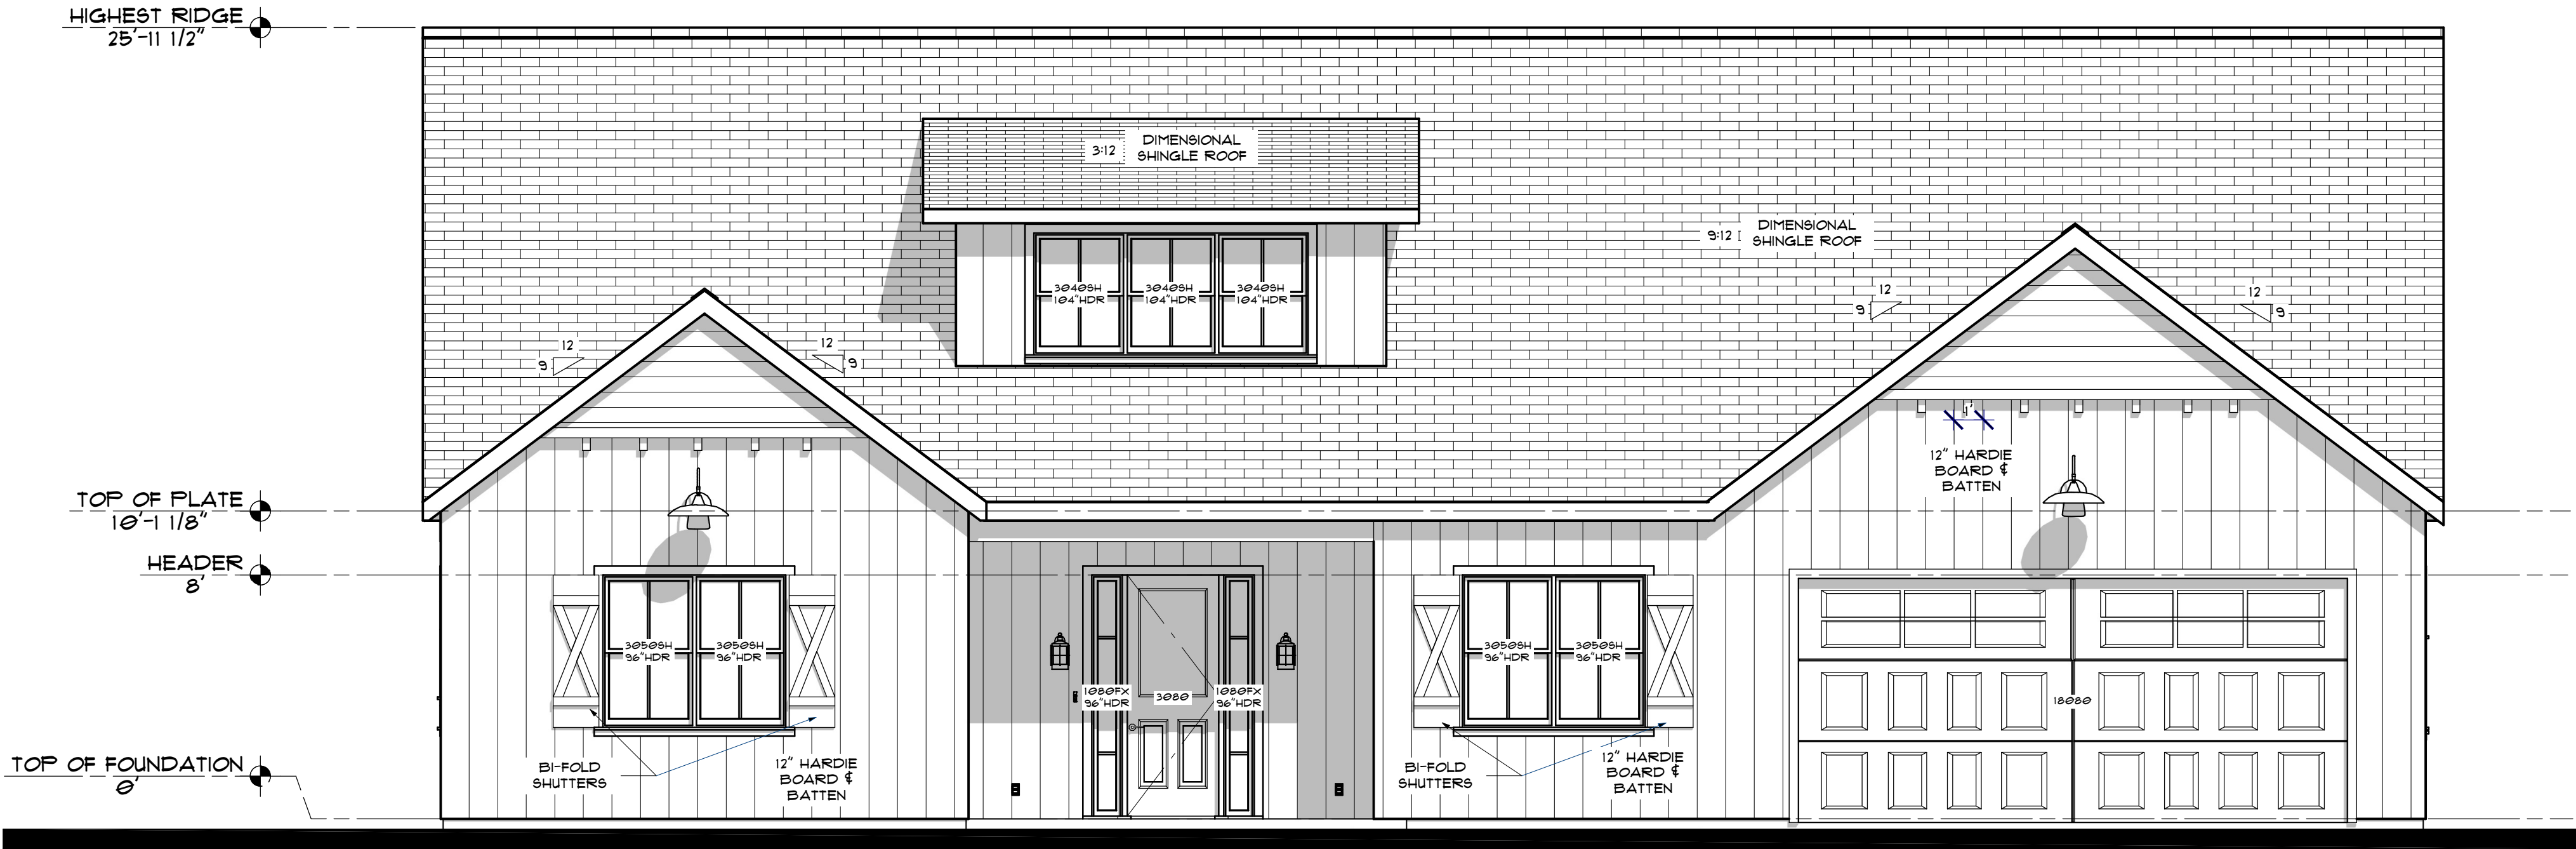 HIGHEST RIDGE
25'-11 1/2"
DIMENSIONAL
SHINGLE ROOF
3:12
DIMENSIONAL
SHINGLE ROOF
9:12
3040SH
104"HDR
3040SH
104"HDR
3040SH
104"HDR
12
9
12
9
12
9
12
9
1'
12" HARDIE
BOARD &
BATTEN
TOP OF PLATE
10'-1 1/8"
HEADER
8'
3050SH
96"HDR
3050SH
96"HDR
1080FX
96"HDR
3080
1080FX
96"HDR
3050SH
96"HDR
3050SH
96"HDR
18080
TOP OF FOUNDATION
0'
BI-FOLD
SHUTTERS
12" HARDIE
BOARD &
BATTEN
BI-FOLD
SHUTTERS
12" HARDIE
BOARD &
BATTEN